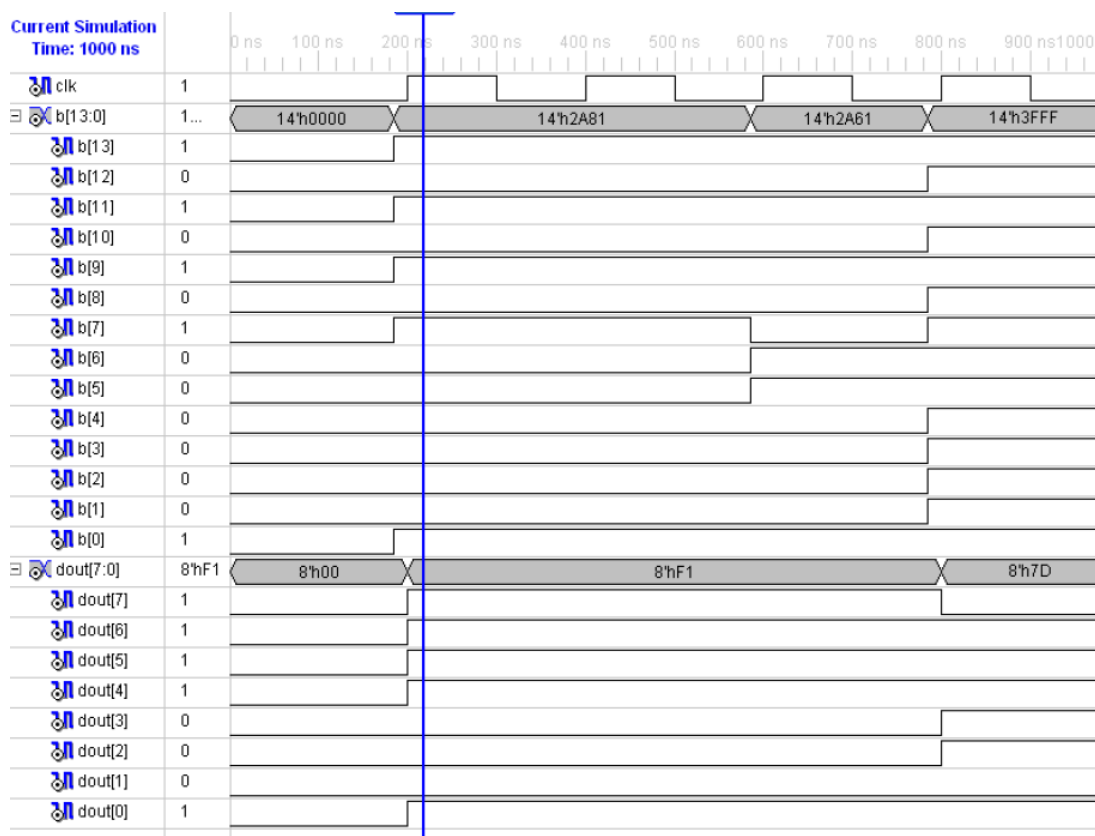 Current Simulation
Time: 1000 ns
0 ns 100 ns 200 ns 300 ns 400 ns 500 ns 600 ns 700 ns 800 ns 900 ns 1000
clk 1
b[13:0] 1... 14'h0000 14'h2A81 14'h2A61 14'h3FFF
b[13] 1
b[12] 0
b[11] 1
b[10] 0
b[9] 1
b[8] 0
b[7] 1
b[6] 0
b[5] 0
b[4] 0
b[3] 0
b[2] 0
b[1] 0
b[0] 1
dout[7:0] 8'hF1 8'h00 8'hF1 8'h7D
dout[7] 1
dout[6] 1
dout[5] 1
dout[4] 1
dout[3] 0
dout[2] 0
dout[1] 0
dout[0] 1